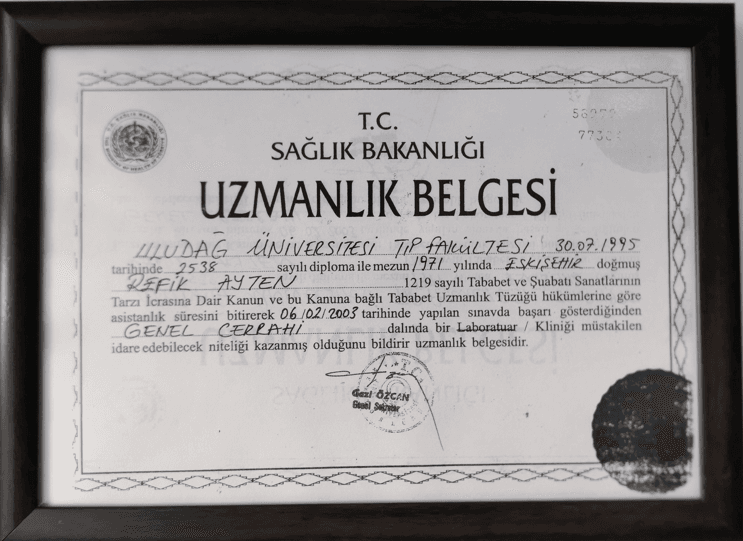 T.C.
SAĞLIK BAKANLIĞI
UZMANLIK BELGESİ
ULUDAĞ ÜNİVERSİTESİ TIP FAKÜLTESİ 30.07.1995
tarihinde 2538 sayılı diploma ile mezun 1971 yılında ESKİŞEHİR doğmuş
REFİK AYTEN 1219 sayılı Tababet ve Şuabatı Sanatlarının
Tarzı İcrasına Dair Kanun ve bu Kanuna bağlı Tababet Uzmanlık Tüzüğü hükümlerine göre
asistanlık süresini bitirerek 06/02/2003 tarihinde yapılan sınavda başarı gösterdiğinden
GENEL CERRAHİ dalında bir Laboratuar / Kliniği müstakilen
idare edebilecek niteliği kazanmış olduğunu bildirir uzmanlık belgesidir.
Gazi ÖZCAN
Genel Sekreter